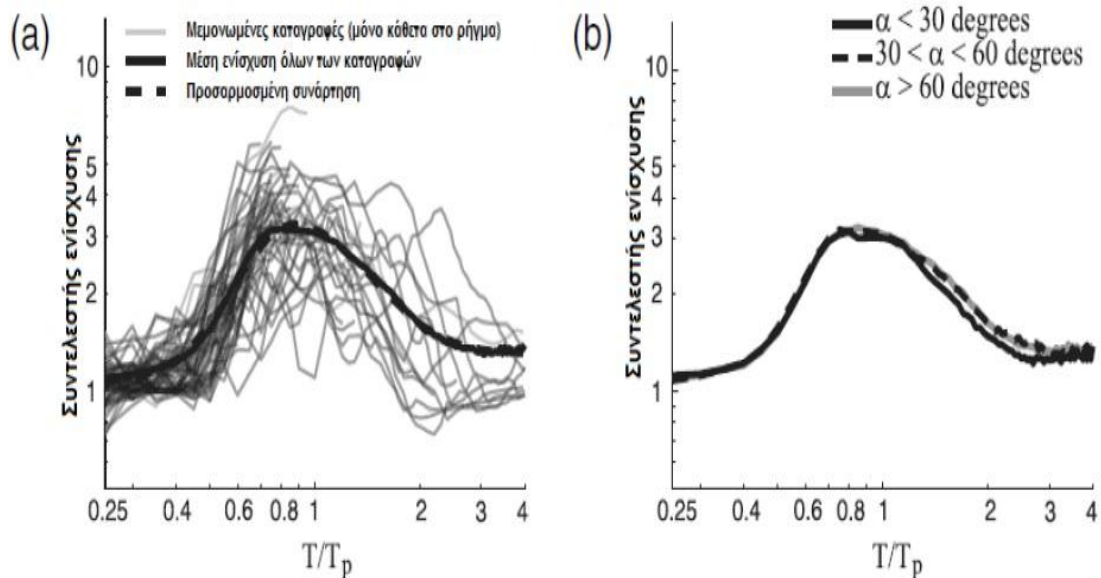 (a)
Μεμονωμένες καταγραφές (μόνο κάθετα στο ρήγμα)
Μέση ενίσχυση όλων των καταγραφών
Προσαρμοσμένη συνάρτηση
Συντελεστής ενίσχυσης
10
5
4
3
2
1
0.25 0.4 0.6 0.8 1 2 3 4
T/Tp
(b)
α < 30 degrees
30 < α < 60 degrees
α > 60 degrees
Συντελεστής ενίσχυσης
10
5
4
3
2
1
0.25 0.4 0.6 0.8 1 2 3 4
T/Tp